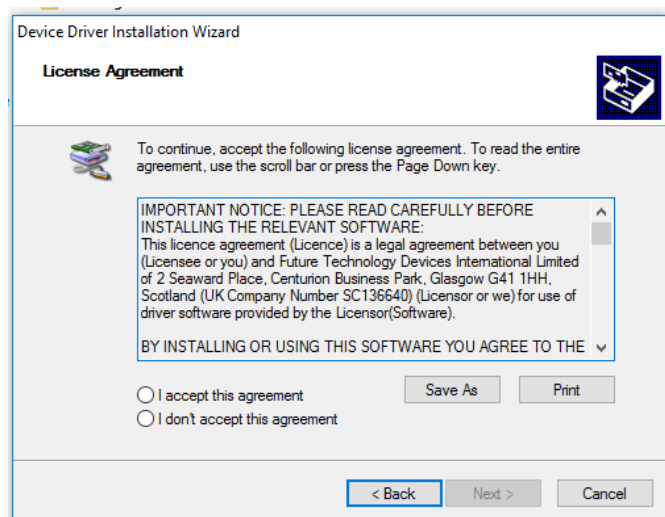 Device Driver Installation Wizard
License Agreement
To continue, accept the following license agreement. To read the entire
agreement, use the scroll bar or press the Page Down key.
IMPORTANT NOTICE: PLEASE READ CAREFULLY BEFORE
INSTALLING THE RELEVANT SOFTWARE:
This licence agreement (Licence) is a legal agreement between you
(Licensee or you) and Future Technology Devices International Limited
of 2 Seaward Place, Centurion Business Park, Glasgow G41 1HH,
Scotland (UK Company Number SC136640) (Licensor or we) for use of
driver software provided by the Licensor(Software).
BY INSTALLING OR USING THIS SOFTWARE YOU AGREE TO THE
I accept this agreement
Save As
Print
I don't accept this agreement
< Back
Next >
Cancel